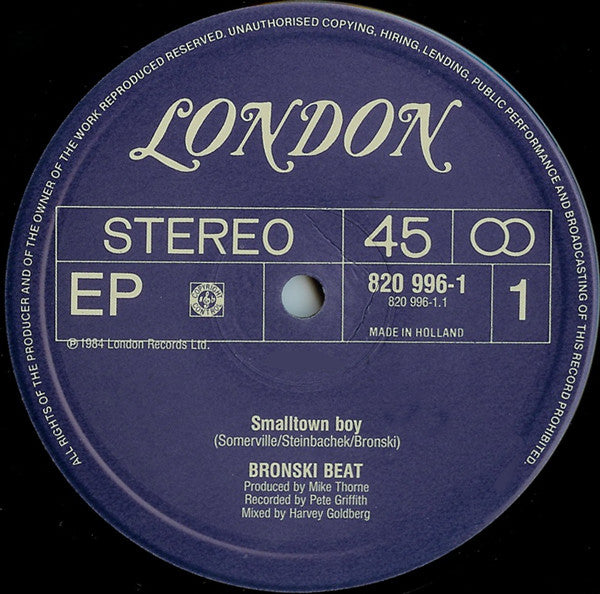 ALL RIGHTS OF THE PRODUCER AND OF THE OWNER OF THE WORK REPRODUCED RESERVED. UNAUTHORISED COPYING, HIRING, LENDING, PUBLIC PERFORMANCE AND BROADCASTING OF THIS RECORD PROHIBITED.
LONDON
STEREO 45
EP COPYRIGHT CONTROL 820 996-1 1
820 996-1.1
MADE IN HOLLAND
℗ 1984 London Records Ltd.
Smalltown boy
(Somerville/Steinbachek/Bronski)
BRONSKI BEAT
Produced by Mike Thorne
Recorded by Pete Griffith
Mixed by Harvey Goldberg